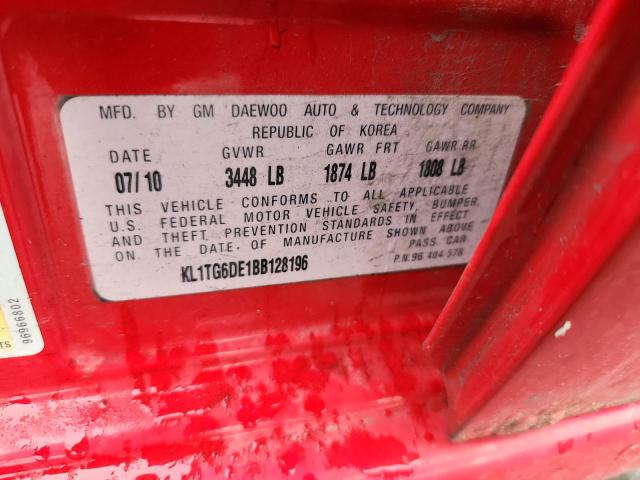 MFD. BY GM DAEWOO AUTO & TECHNOLOGY COMPANY
REPUBLIC OF KOREA
DATE GVWR GAWR FRT GAWR RR
07/10 3448 LB 1874 LB 1808 LB
THIS VEHICLE CONFORMS TO ALL APPLICABLE
U.S. FEDERAL MOTOR VEHICLE SAFETY, BUMPER,
AND THEFT PREVENTION STANDARDS IN EFFECT
ON THE DATE OF MANUFACTURE SHOWN ABOVE
PASS. CAR
KL1TG6DE1BB128196
P.N.96 404 578
96966802
TS